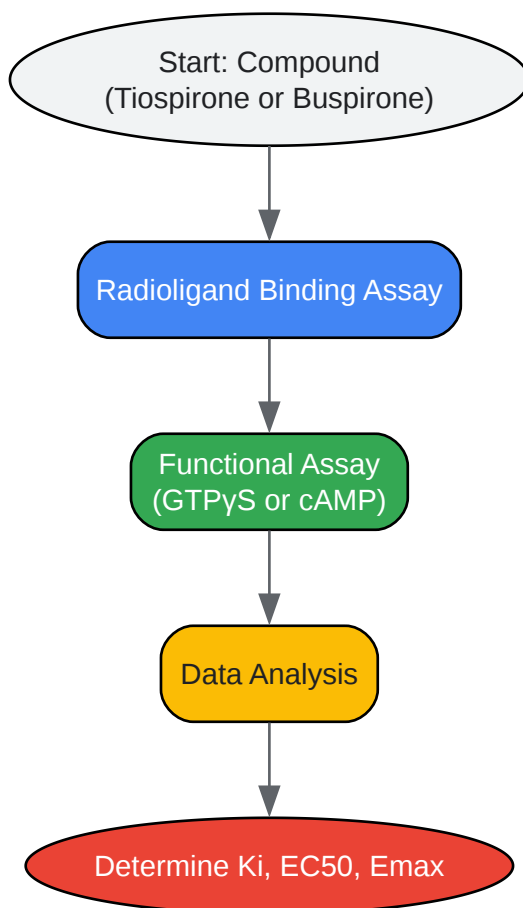 Start: Compound
(Tiospirone or Buspirone)
Radioligand Binding Assay
Functional Assay
(GTPγS or cAMP)
Data Analysis
Determine Ki, EC50, Emax